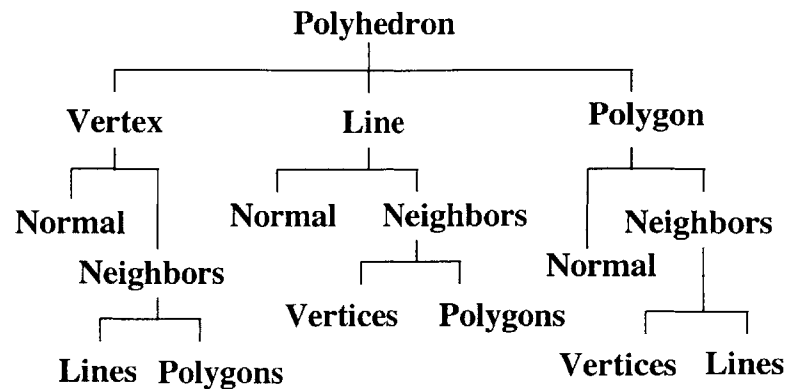 Polyhedron
Vertex Line Polygon
Normal Normal Neighbors Neighbors
Neighbors Normal
Vertices Polygons
Lines Polygons Vertices Lines